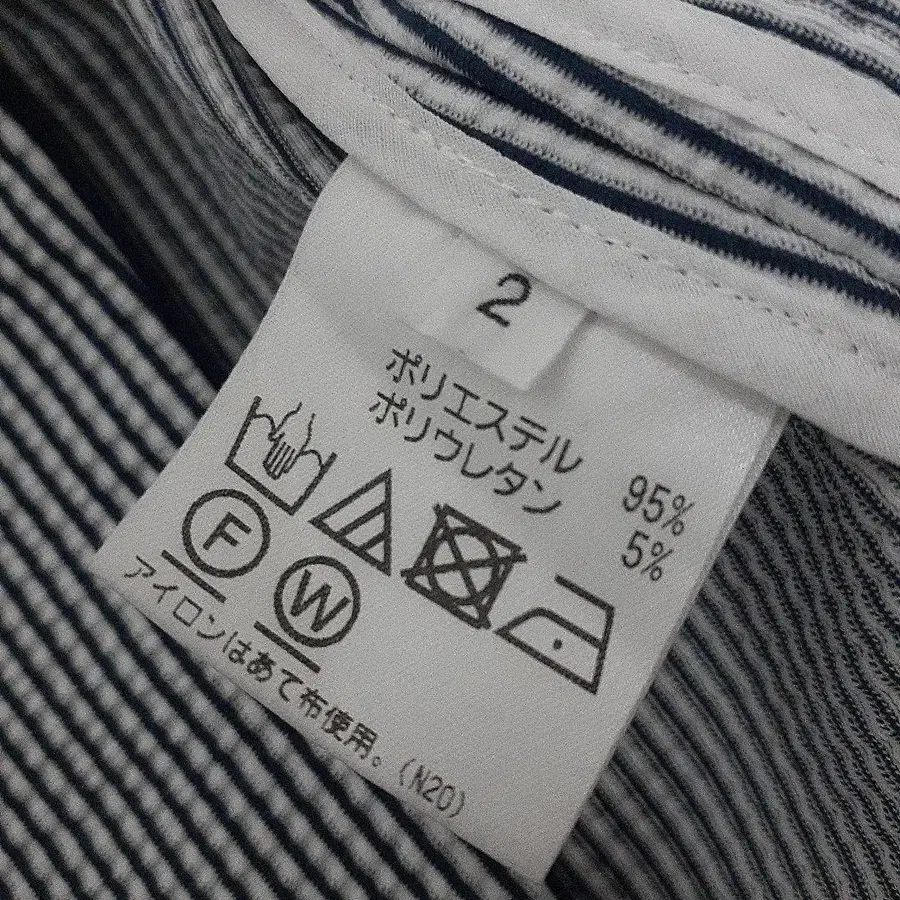 2
ポリエステル 95%
ポリウレタン 5%
F
W
アイロンはあて布使用。(N20)